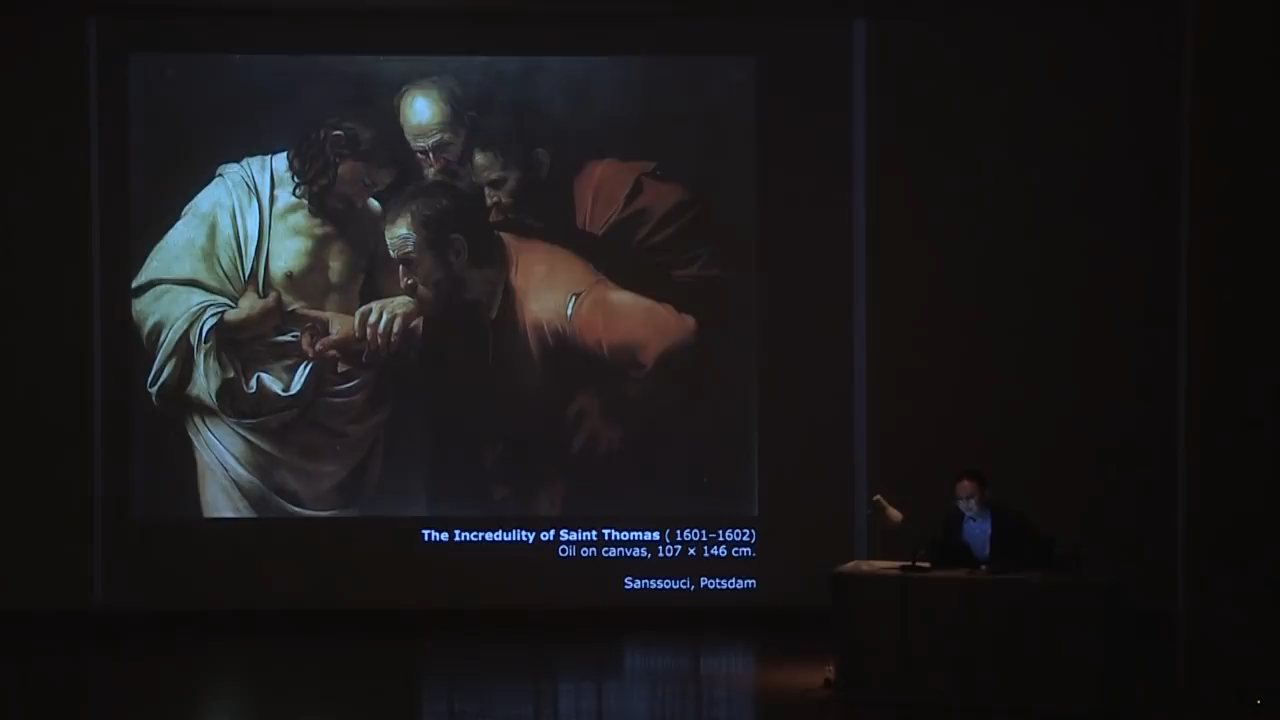 The Incredulity of Saint Thomas ( 1601–1602)
Oil on canvas, 107 × 146 cm.
Sanssouci, Potsdam